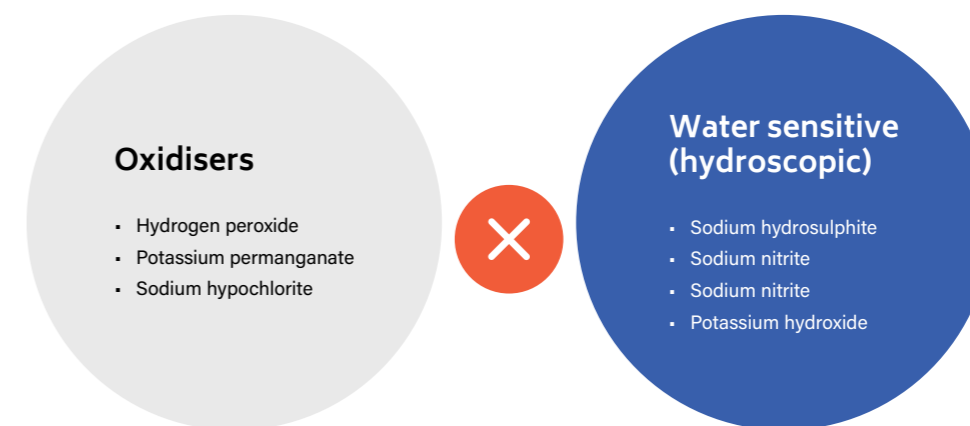 Oxidisers
▪ Hydrogen peroxide
▪ Potassium permanganate
▪ Sodium hypochlorite
Water sensitive
(hydroscopic)
▪ Sodium hydrosulphite
▪ Sodium nitrite
▪ Sodium nitrite
▪ Potassium hydroxide